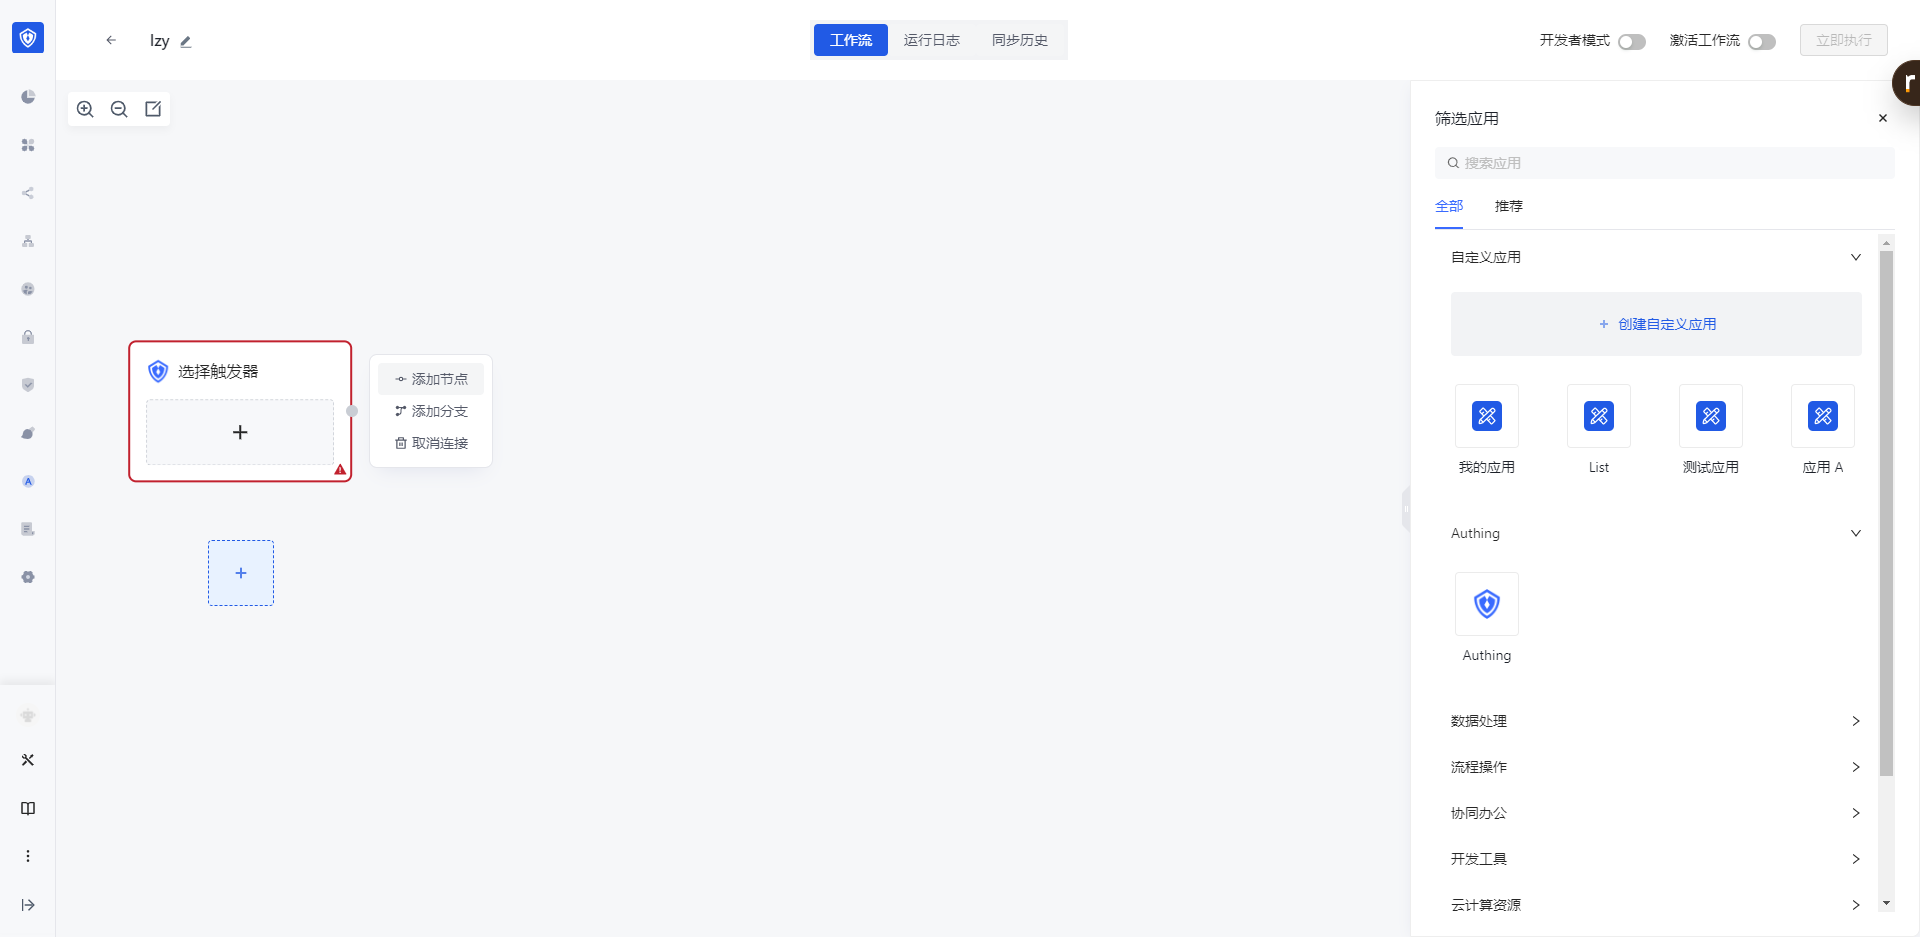 lzy
工作流
运行日志
同步历史
开发者模式
激活工作流
立即执行
筛选应用
搜索应用
全部
推荐
自定义应用
+ 创建自定义应用
我的应用
List
测试应用
应用 A
Authing
Authing
数据处理
流程操作
协同办公
开发工具
云计算资源
选择触发器
添加节点
添加分支
取消连接
A
r